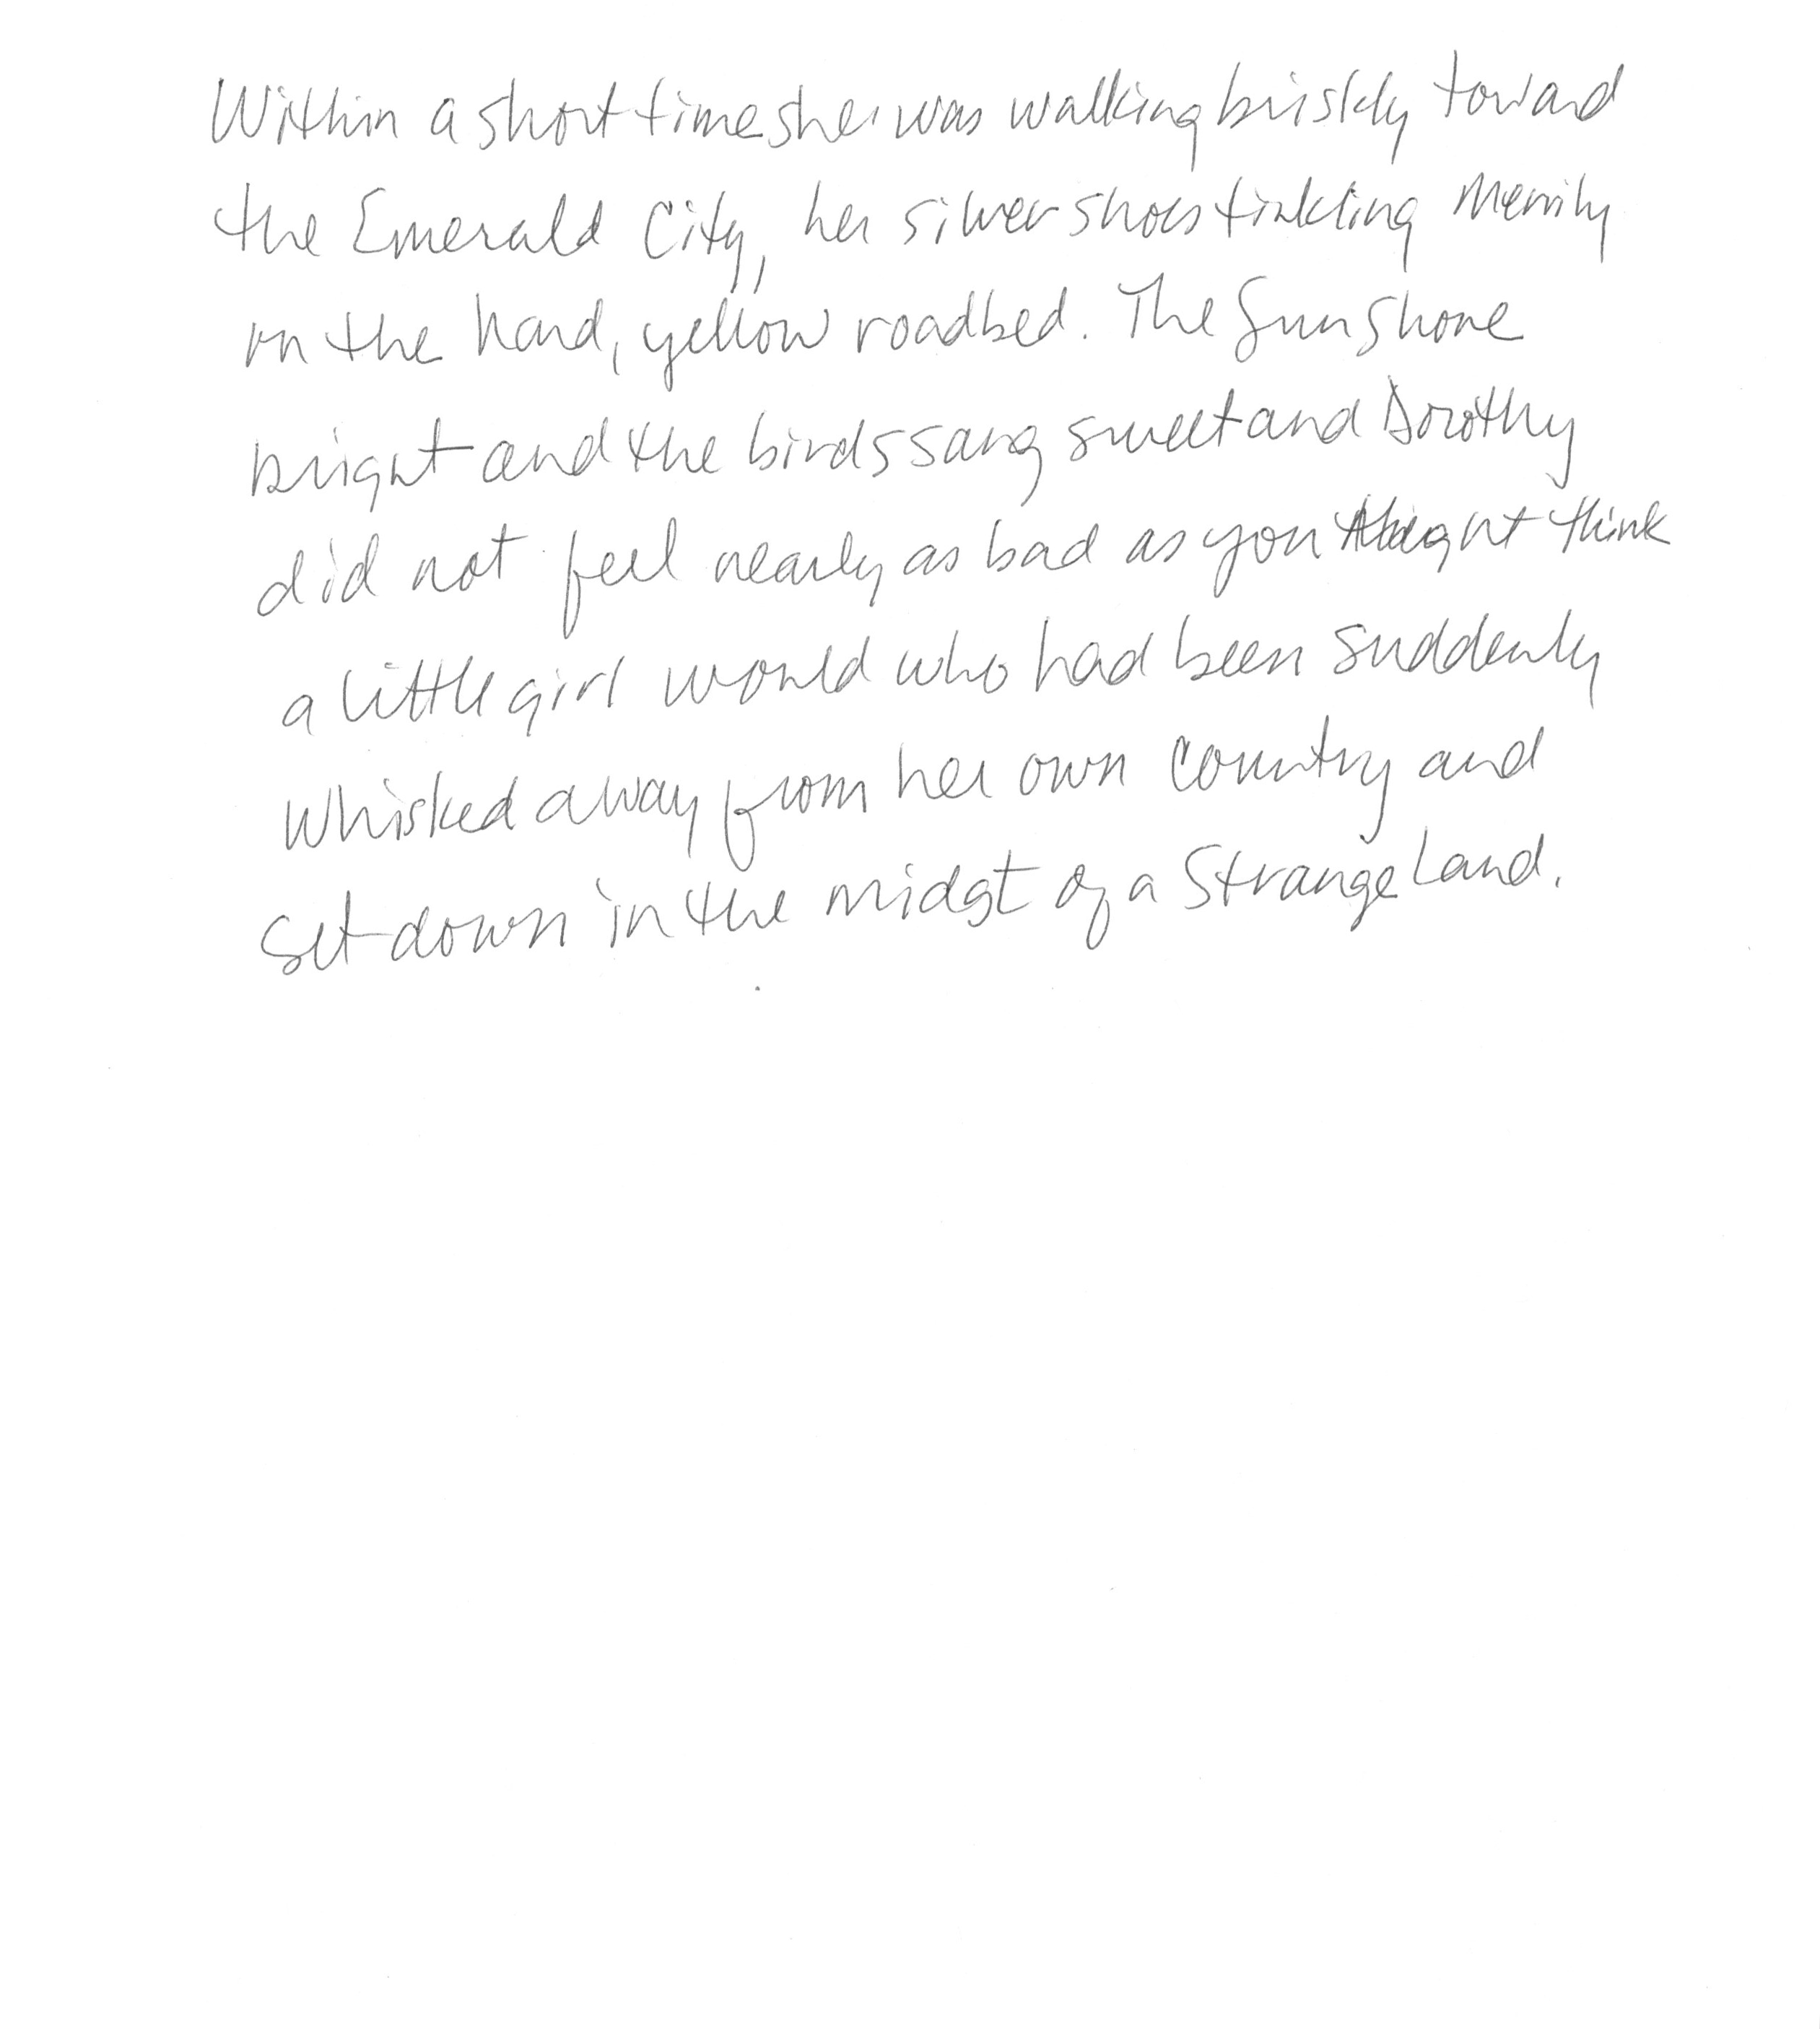 Within a short time she was walking briskly toward
the Emerald City, her silver shoes tinkling merrily
on the hard, yellow roadbed. The sun shone
bright and the birds sang sweet and Dorothy
did not feel nearly as bad as you might think
a little girl would who had been suddenly
whisked away from her own country and
set down in the midst of a strange land.